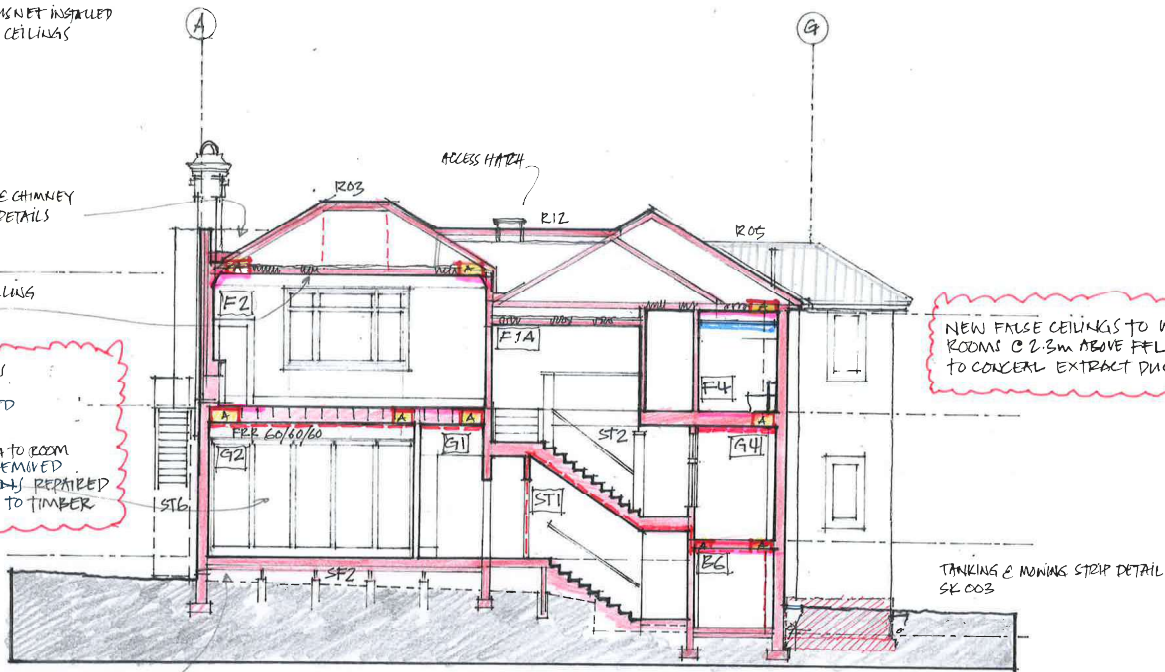 INSTALLED
CEILINGS
A
G
ACCESS HATCH
CHIMNEY
DETAILS
R03
R12
R05
A
A
A
F2
F1A
F4
NEW FALSE CEILINGS TO
ROOMS @ 2.3m ABOVE FFL
TO CONCEAL EXTRACT
A
A
A
A
FRR 60/60/60
G2
G1
ST2
G4
TO ROOM
REMOVED
REPAIRED
TO TIMBER
ST6
ST1
A
A
B6
SF2
TANKING & MOWING STRIP DETAIL
SK 003